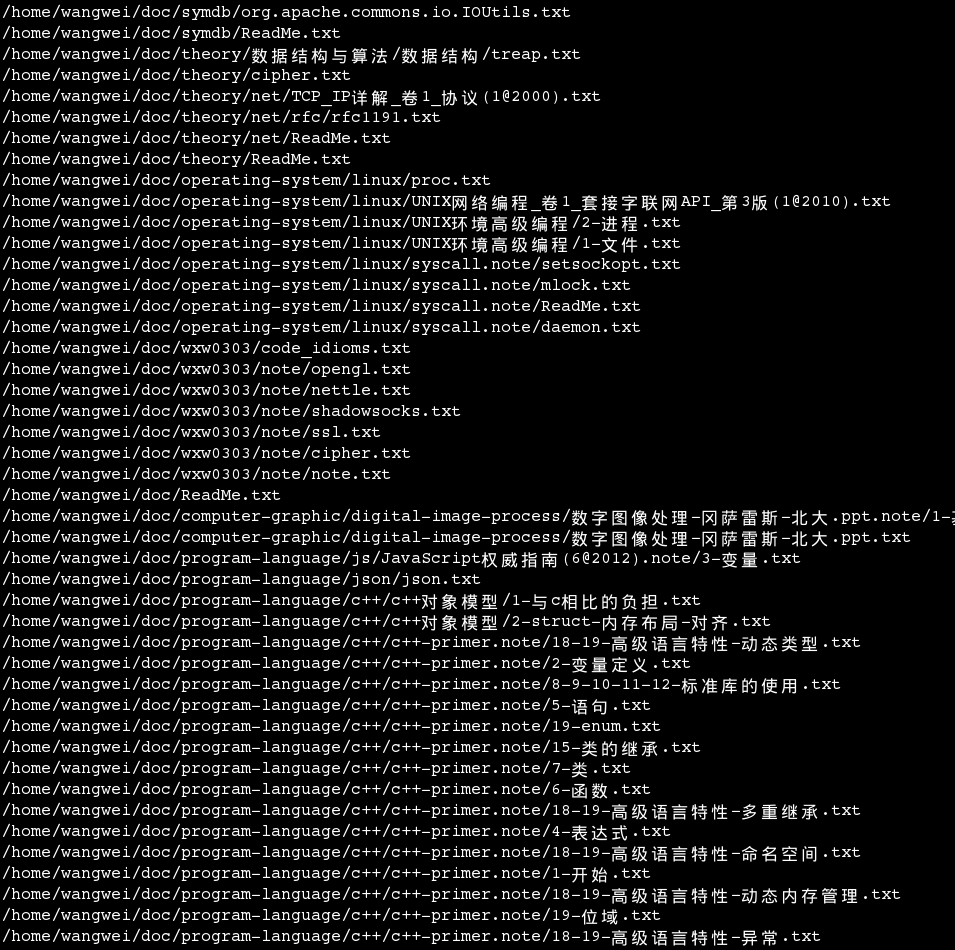 /home/wangwei/doc/symdb/org.apache.commons.io.IOUtils.txt
/home/wangwei/doc/symdb/ReadMe.txt
/home/wangwei/doc/theory/数据结构与算法/数据结构/treap.txt
/home/wangwei/doc/theory/cipher.txt
/home/wangwei/doc/theory/net/TCP_IP详解_卷1_协议(1@2000).txt
/home/wangwei/doc/theory/net/rfc/rfc1191.txt
/home/wangwei/doc/theory/net/ReadMe.txt
/home/wangwei/doc/theory/ReadMe.txt
/home/wangwei/doc/operating-system/linux/proc.txt
/home/wangwei/doc/operating-system/linux/UNIX网络编程_卷1_套接字联网API_第3版(1@2010).txt
/home/wangwei/doc/operating-system/linux/UNIX环境高级编程/2-进程.txt
/home/wangwei/doc/operating-system/linux/UNIX环境高级编程/1-文件.txt
/home/wangwei/doc/operating-system/linux/syscall.note/setsockopt.txt
/home/wangwei/doc/operating-system/linux/syscall.note/mlock.txt
/home/wangwei/doc/operating-system/linux/syscall.note/ReadMe.txt
/home/wangwei/doc/operating-system/linux/syscall.note/daemon.txt
/home/wangwei/doc/wxw0303/code_idioms.txt
/home/wangwei/doc/wxw0303/note/opengl.txt
/home/wangwei/doc/wxw0303/note/nettle.txt
/home/wangwei/doc/wxw0303/note/shadowsocks.txt
/home/wangwei/doc/wxw0303/note/ssl.txt
/home/wangwei/doc/wxw0303/note/cipher.txt
/home/wangwei/doc/wxw0303/note/note.txt
/home/wangwei/doc/ReadMe.txt
/home/wangwei/doc/computer-graphic/digital-image-process/数字图像处理-冈萨雷斯-北大.ppt.note/1-
/home/wangwei/doc/computer-graphic/digital-image-process/数字图像处理-冈萨雷斯-北大.ppt.txt
/home/wangwei/doc/program-language/js/JavaScript权威指南(6@2012).note/3-变量.txt
/home/wangwei/doc/program-language/json/json.txt
/home/wangwei/doc/program-language/c++/c++对象模型/1-与c相比的负担.txt
/home/wangwei/doc/program-language/c++/c++对象模型/2-struct-内存布局-对齐.txt
/home/wangwei/doc/program-language/c++/c++-primer.note/18-19-高级语言特性-动态类型.txt
/home/wangwei/doc/program-language/c++/c++-primer.note/2-变量定义.txt
/home/wangwei/doc/program-language/c++/c++-primer.note/8-9-10-11-12-标准库的使用.txt
/home/wangwei/doc/program-language/c++/c++-primer.note/5-语句.txt
/home/wangwei/doc/program-language/c++/c++-primer.note/19-enum.txt
/home/wangwei/doc/program-language/c++/c++-primer.note/15-类的继承.txt
/home/wangwei/doc/program-language/c++/c++-primer.note/7-类.txt
/home/wangwei/doc/program-language/c++/c++-primer.note/6-函数.txt
/home/wangwei/doc/program-language/c++/c++-primer.note/18-19-高级语言特性-多重继承.txt
/home/wangwei/doc/program-language/c++/c++-primer.note/4-表达式.txt
/home/wangwei/doc/program-language/c++/c++-primer.note/18-19-高级语言特性-命名空间.txt
/home/wangwei/doc/program-language/c++/c++-primer.note/1-开始.txt
/home/wangwei/doc/program-language/c++/c++-primer.note/18-19-高级语言特性-动态内存管理.txt
/home/wangwei/doc/program-language/c++/c++-primer.note/19-位域.txt
/home/wangwei/doc/program-language/c++/c++-primer.note/18-19-高级语言特性-异常.txt